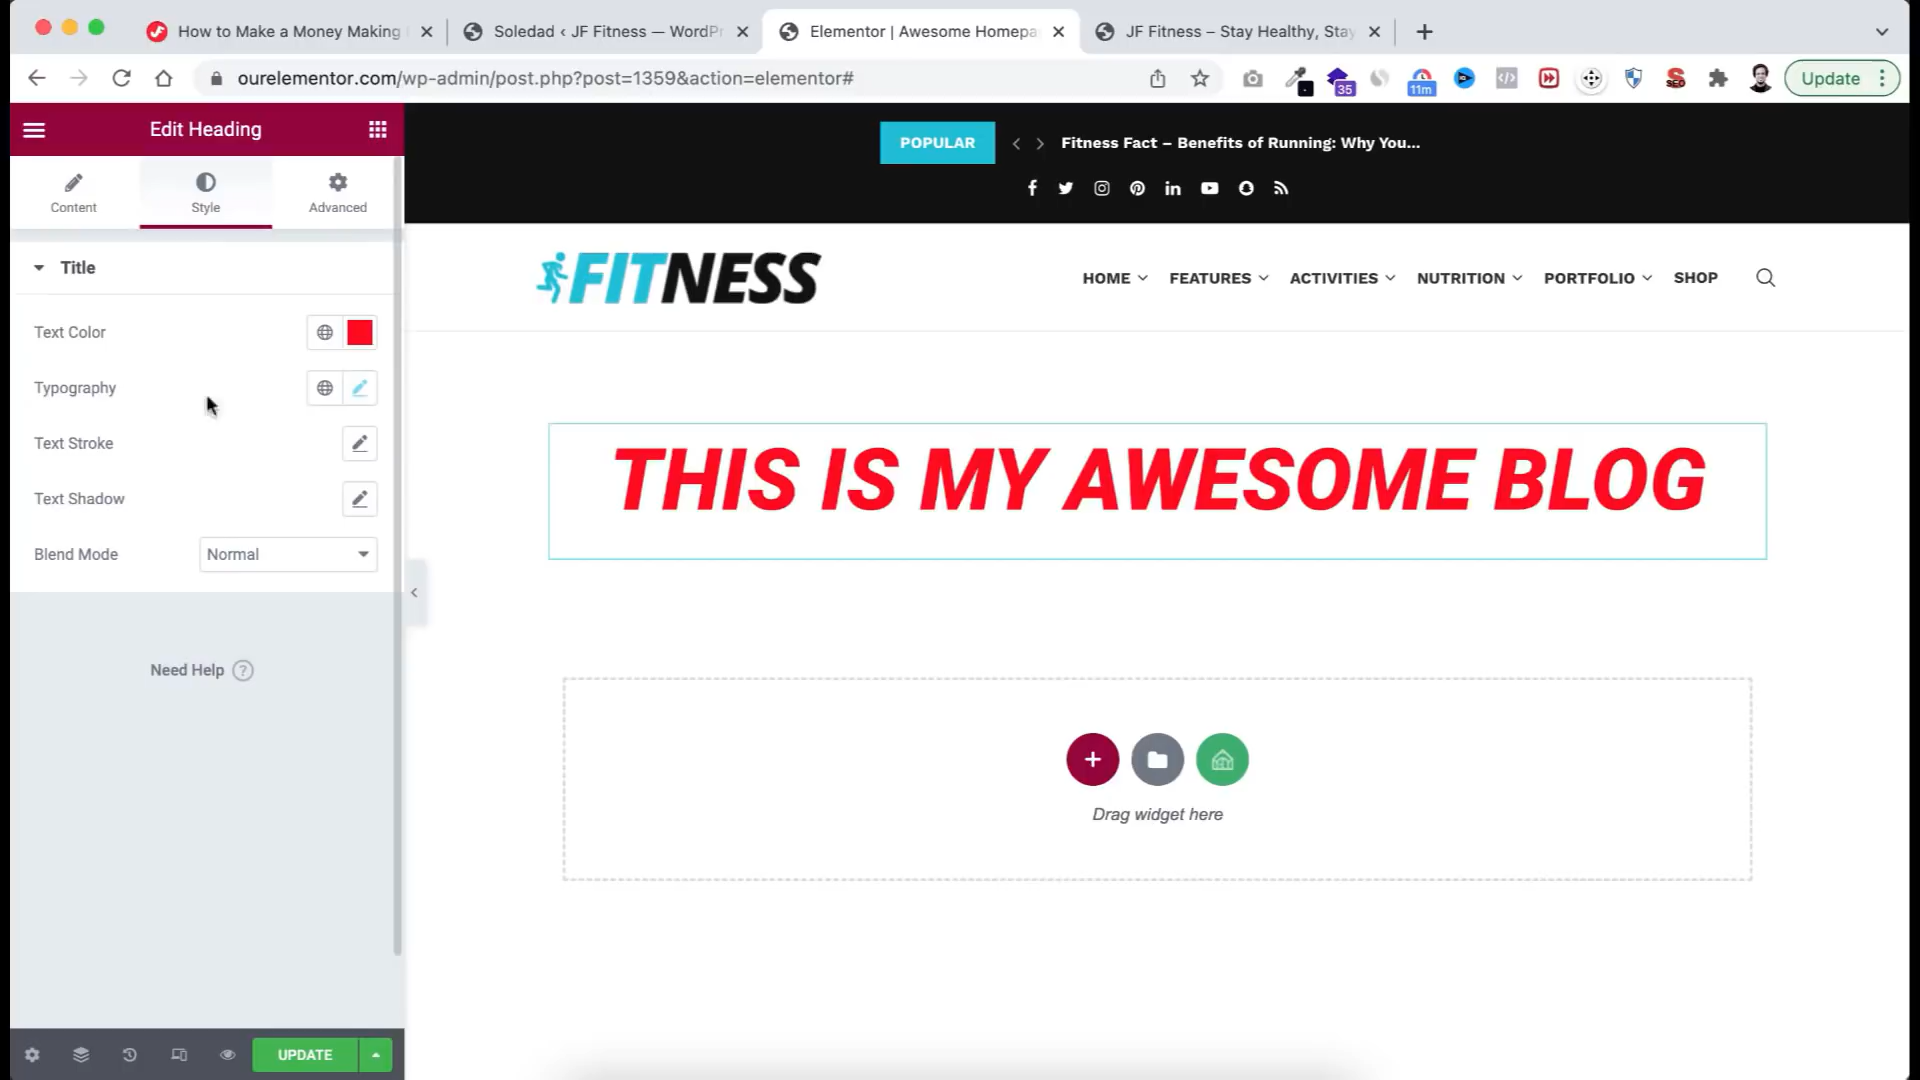 How to Make a Money Making
Soledad ‹ JF Fitness — WordPr
Elementor | Awesome Homepa
JF Fitness – Stay Healthy, Stay
ourelementor.com/wp-admin/post.php?post=1359&action=elementor#
35
11m
SEO
Update
Edit Heading
Content
Style
Advanced
Title
Text Color
Typography
Text Stroke
Text Shadow
Blend Mode
Normal
Need Help
UPDATE
POPULAR
Fitness Fact – Benefits of Running: Why You...
FITNESS
HOME
FEATURES
ACTIVITIES
NUTRITION
PORTFOLIO
SHOP
THIS IS MY AWESOME BLOG
Drag widget here